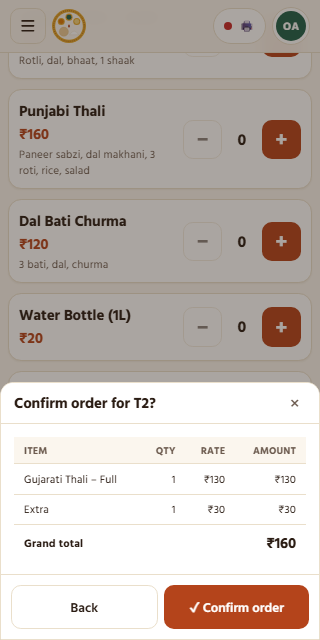 OA
Rotli, dal, bhaat, 1 shaak
Punjabi Thali
₹160
Paneer sabzi, dal makhani, 3
roti, rice, salad
− 0 +
Dal Bati Churma
₹120
3 bati, dal, churma
− 0 +
Water Bottle (1L)
₹20
− 0 +
Confirm order for T2? ×
ITEM QTY RATE AMOUNT
Gujarati Thali – Full 1 ₹130 ₹130
Extra 1 ₹30 ₹30
Grand total ₹160
Back ✓ Confirm order